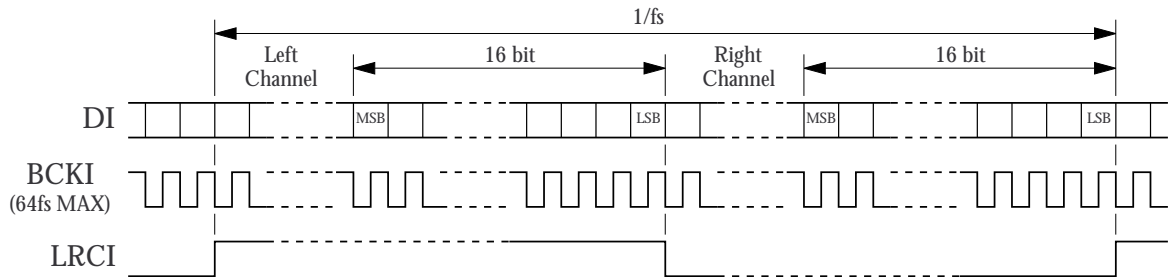 1/fs
Left
Channel
16 bit
Right
Channel
16 bit
DI
MSB
LSB
MSB
LSB
BCKI
(64fs MAX)
LRCI